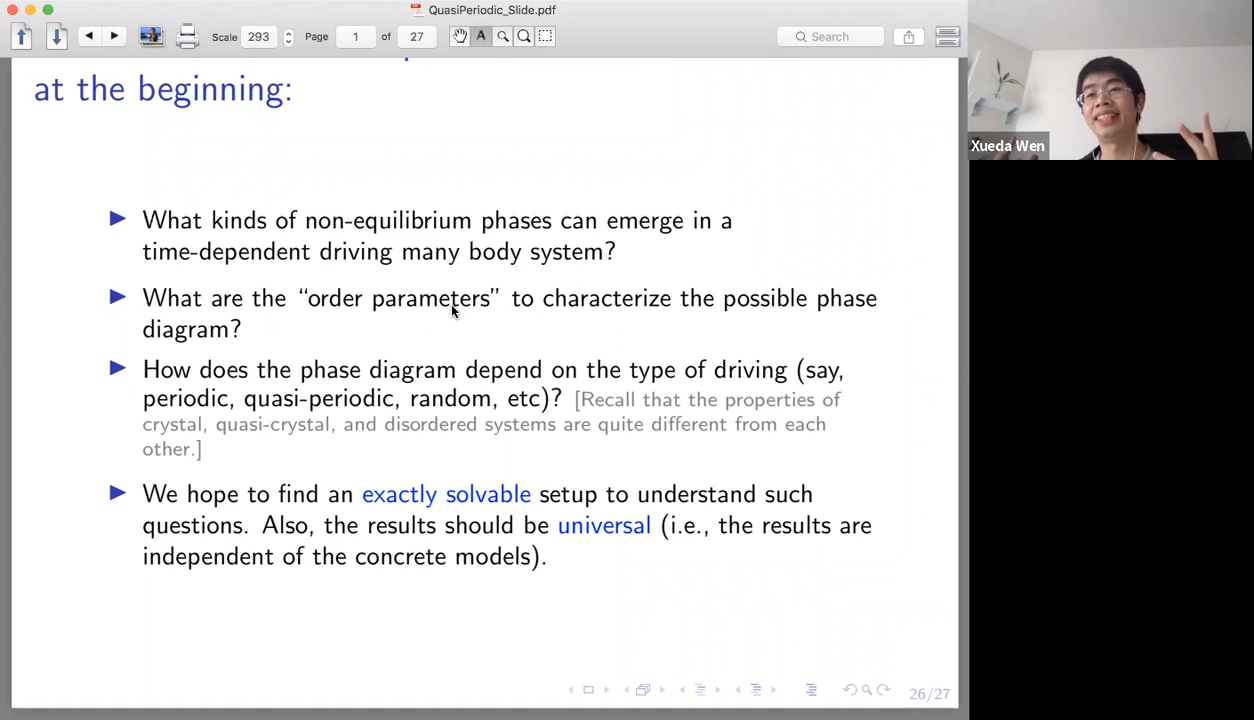 QuasiPeriodic_Slide.pdf
Scale 293 Page 1 of 27 A Search
at the beginning:
What kinds of non-equilibrium phases can emerge in a
time-dependent driving many body system?
What are the “order parameters” to characterize the possible phase
diagram?
How does the phase diagram depend on the type of driving (say,
periodic, quasi-periodic, random, etc)? [Recall that the properties of
crystal, quasi-crystal, and disordered systems are quite different from each
other.]
We hope to find an exactly solvable setup to understand such
questions. Also, the results should be universal (i.e., the results are
independent of the concrete models).
26/27
Xueda Wen